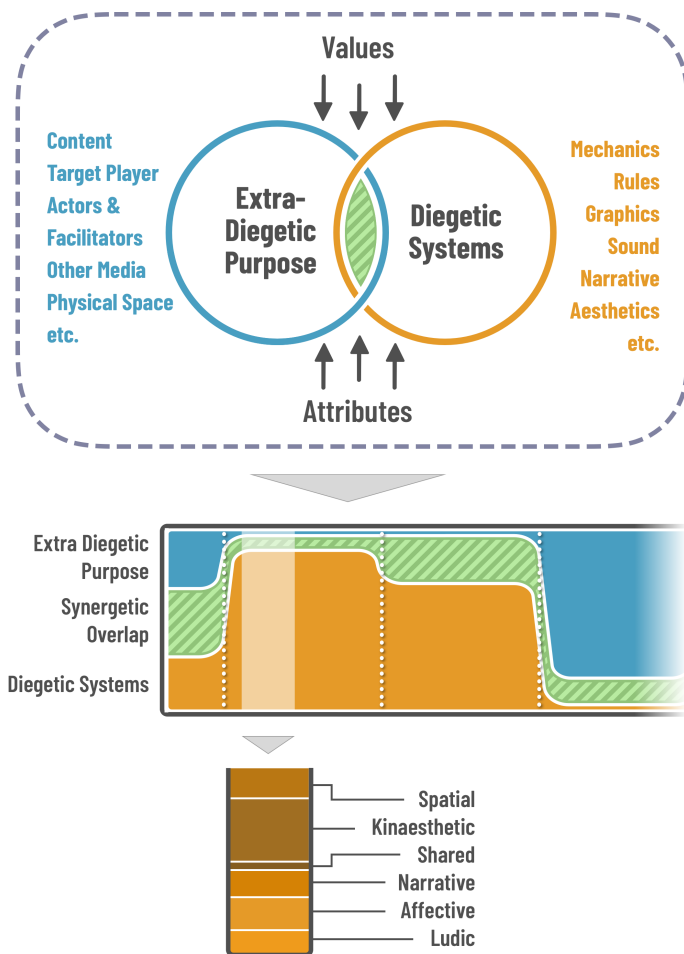 Values
Content
Target Player
Actors &
Facilitators
Other Media
Physical Space
etc.
Extra-
Diegetic
Purpose
Diegetic
Systems
Mechanics
Rules
Graphics
Sound
Narrative
Aesthetics
etc.
Attributes
Extra Diegetic
Purpose
Synergetic
Overlap
Diegetic Systems
Spatial
Kinaesthetic
Shared
Narrative
Affective
Ludic